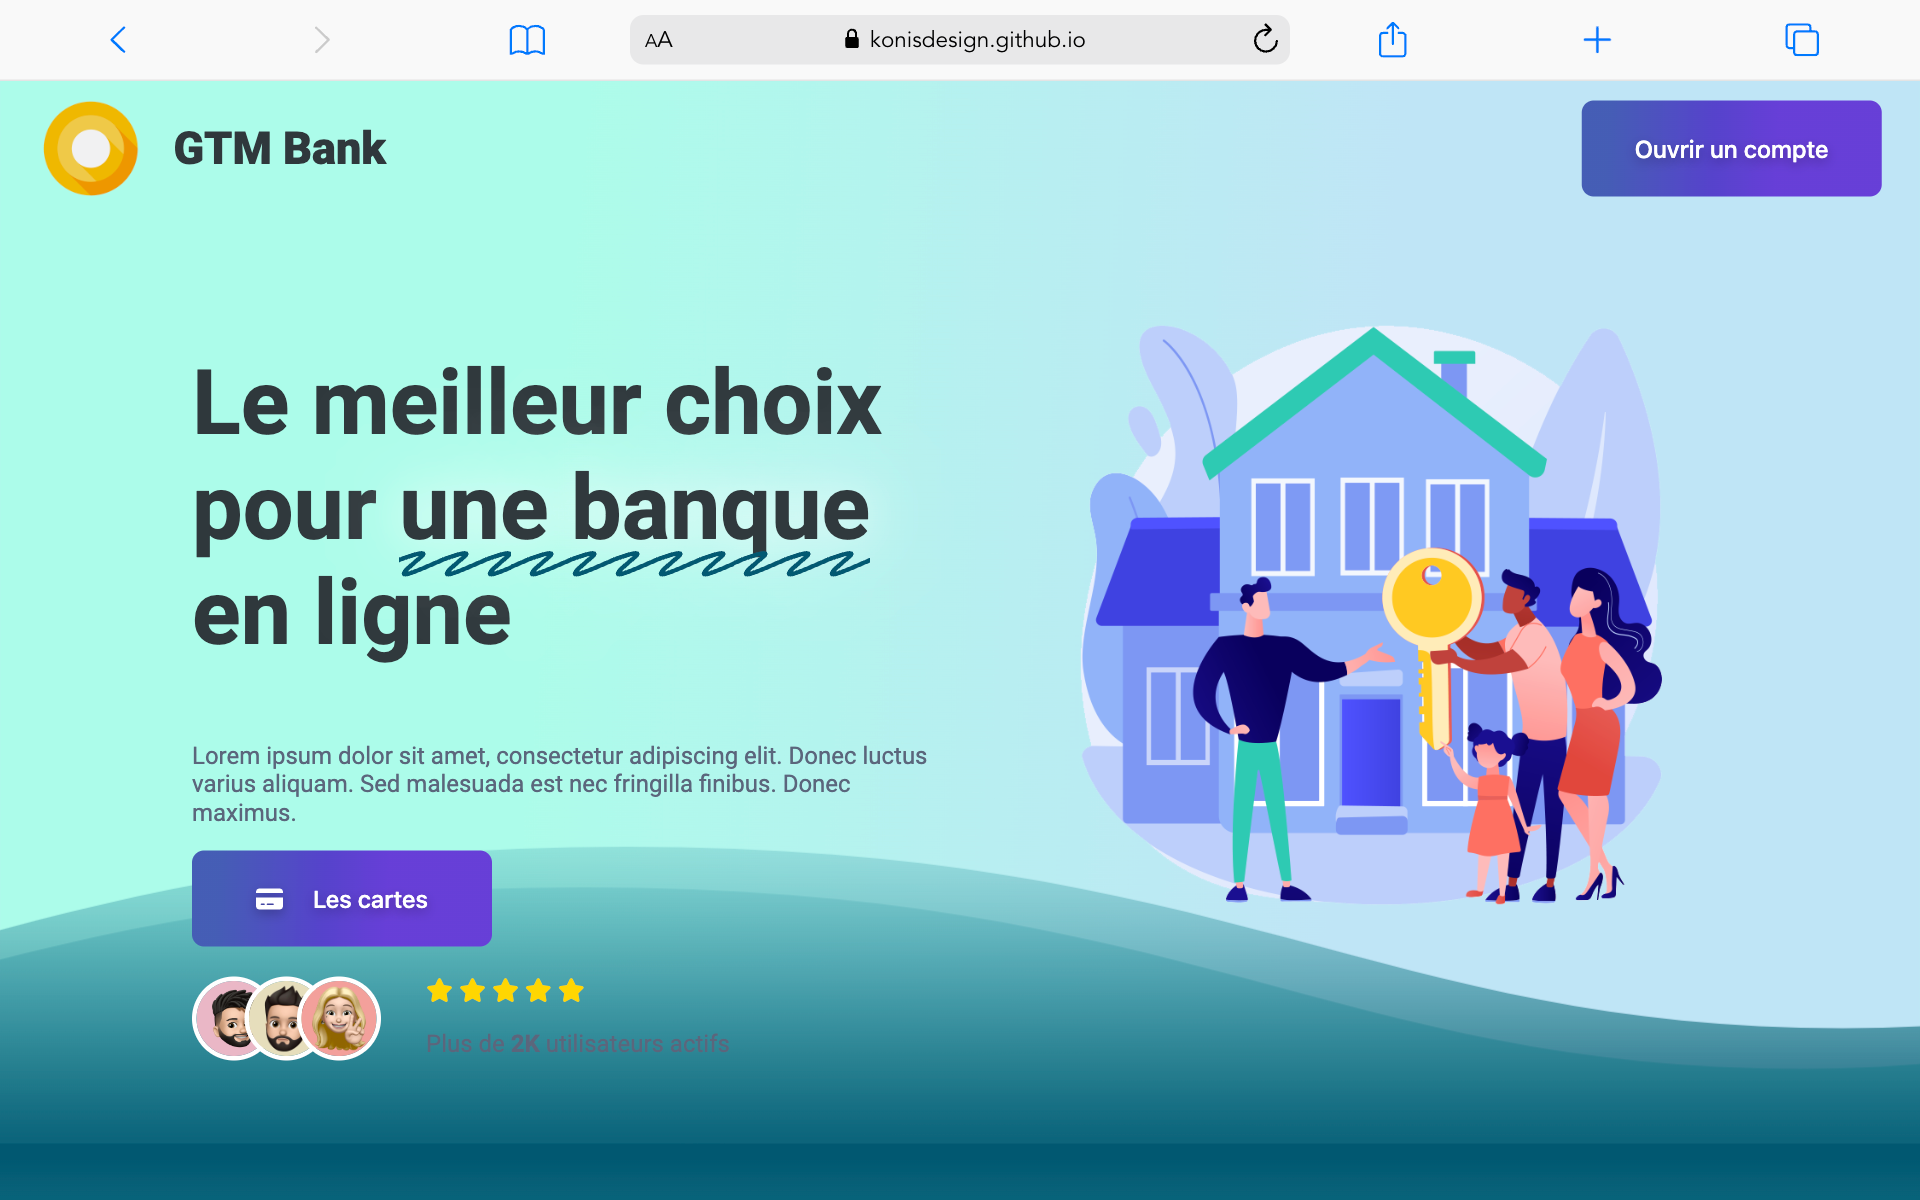 AA
konisdesign.github.io
GTM Bank
Ouvrir un compte
Le meilleur choix
pour une banque
en ligne
Lorem ipsum dolor sit amet, consectetur adipiscing elit. Donec luctus
varius aliquam. Sed malesuada est nec fringilla finibus. Donec
maximus.
Les cartes
Plus de 2K utilisateurs actifs